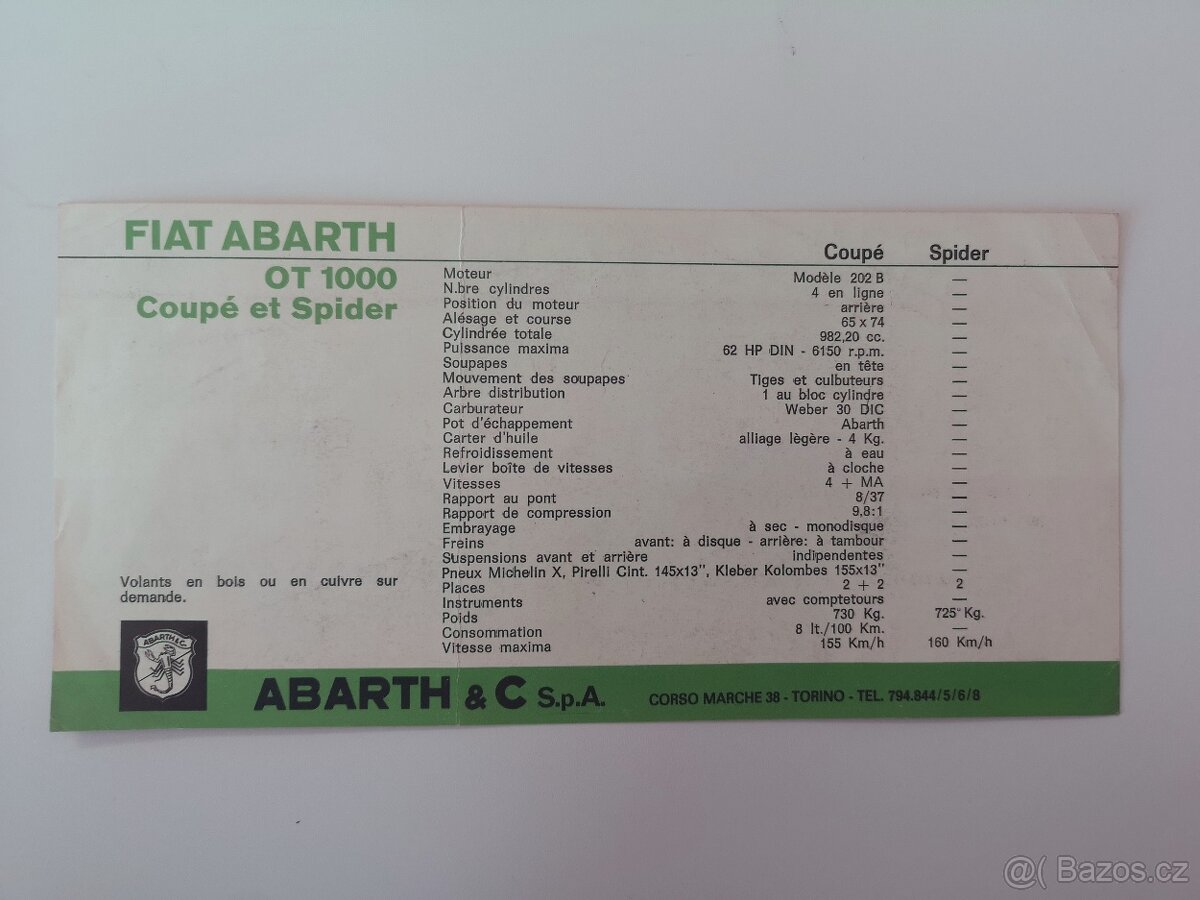 FIAT ABARTH
OT 1000
Coupé et Spider
Coupé Spider
Moteur Modèle 202 B —
N.bre cylindres 4 en ligne —
Position du moteur arrière —
Alésage et course 65 x 74 —
Cylindrée totale 982,20 cc. —
Puissance maxima 62 HP DIN - 6150 r.p.m. —
Soupapes en tête —
Mouvement des soupapes Tiges et culbuteurs —
Arbre distribution 1 au bloc cylindre —
Carburateur Weber 30 DIC —
Pot d'échappement Abarth —
Carter d'huile alliage lègère - 4 Kg. —
Refroidissement à eau —
Levier boîte de vitesses à cloche —
Vitesses 4 + MA —
Rapport au pont 8/37 —
Rapport de compression 9,8:1 —
Embrayage à sec - monodisque —
Freins avant: à disque - arrière: à tambour —
Suspensions avant et arrière indipendentes —
Pneux Michelin X, Pirelli Cint. 145x13", Kleber Kolombes 155x13" —
Places 2 + 2 2
Instruments avec comptetours —
Poids 730 Kg. 725 Kg.
Consommation 8 lt./100 Km. —
Vitesse maxima 155 Km/h 160 Km/h
Volants en bois ou en cuivre sur
demande.
ABARTH & C.
ABARTH & C S.p.A. CORSO MARCHE 38 - TORINO - TEL. 794.844/5/6/8
@( Bazos.cz